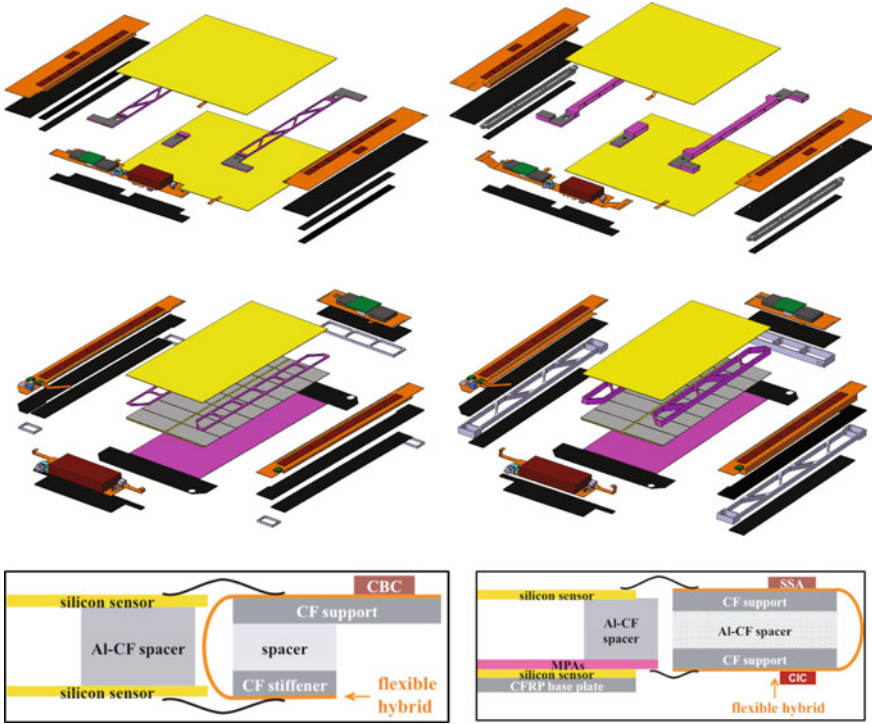 CBC
silicon sensor
CF support
Al-CF spacer
spacer
silicon sensor
CF stiffener
flexible
hybrid
SSA
silicon sensor
CF support
Al-CF
spacer
Al-CF spacer
MPAs
silicon sensor
CF support
CFRP base plate
CIC
flexible hybrid